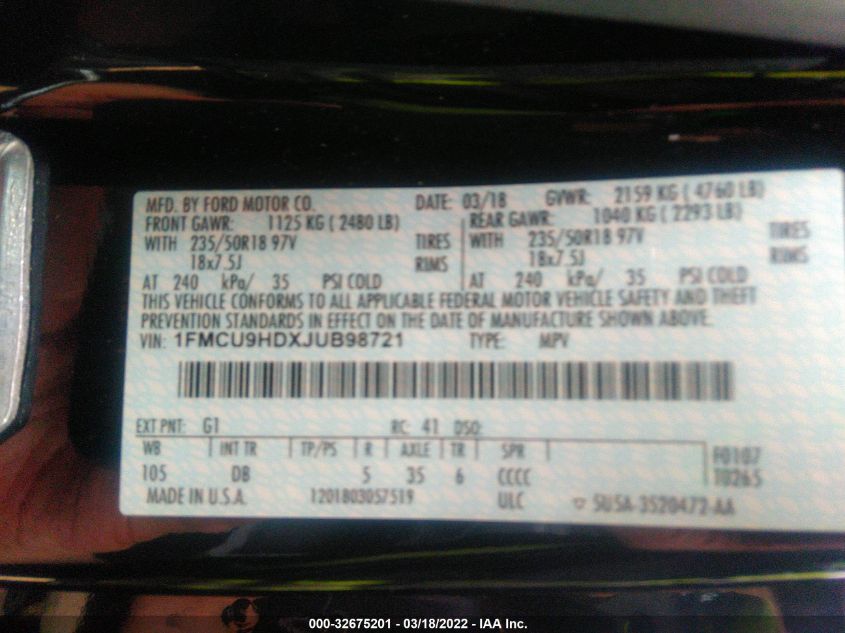 MFD. BY FORD MOTOR CO. DATE: 03/18 GVWR: 2159 KG ( 4760 LB)
FRONT GAWR: 1125 KG ( 2480 LB) REAR GAWR: 1040 KG ( 2293 LB)
WITH 235/50R18 97V TIRES WITH 235/50R18 97V TIRES
18x7.5J RIMS 18x7.5J RIMS
AT 240 kPa/ 35 PSI COLD AT 240 kPa/ 35 PSI COLD
THIS VEHICLE CONFORMS TO ALL APPLICABLE FEDERAL MOTOR VEHICLE SAFETY AND THEFT
PREVENTION STANDARDS IN EFFECT ON THE DATE OF MANUFACTURE SHOWN ABOVE.
VIN: 1FMCU9HDXJUB98721 TYPE: MPV
EXT PNT: G1 RC: 41 DSO:
WB INT TR TP/PS R AXLE TR SPR F0107
105 DB 5 35 6 CCCC T0265
MADE IN U.S.A. 1201803057519 ULC 5U5A-3520472-AA
000-32675201 - 03/18/2022 - IAA Inc.